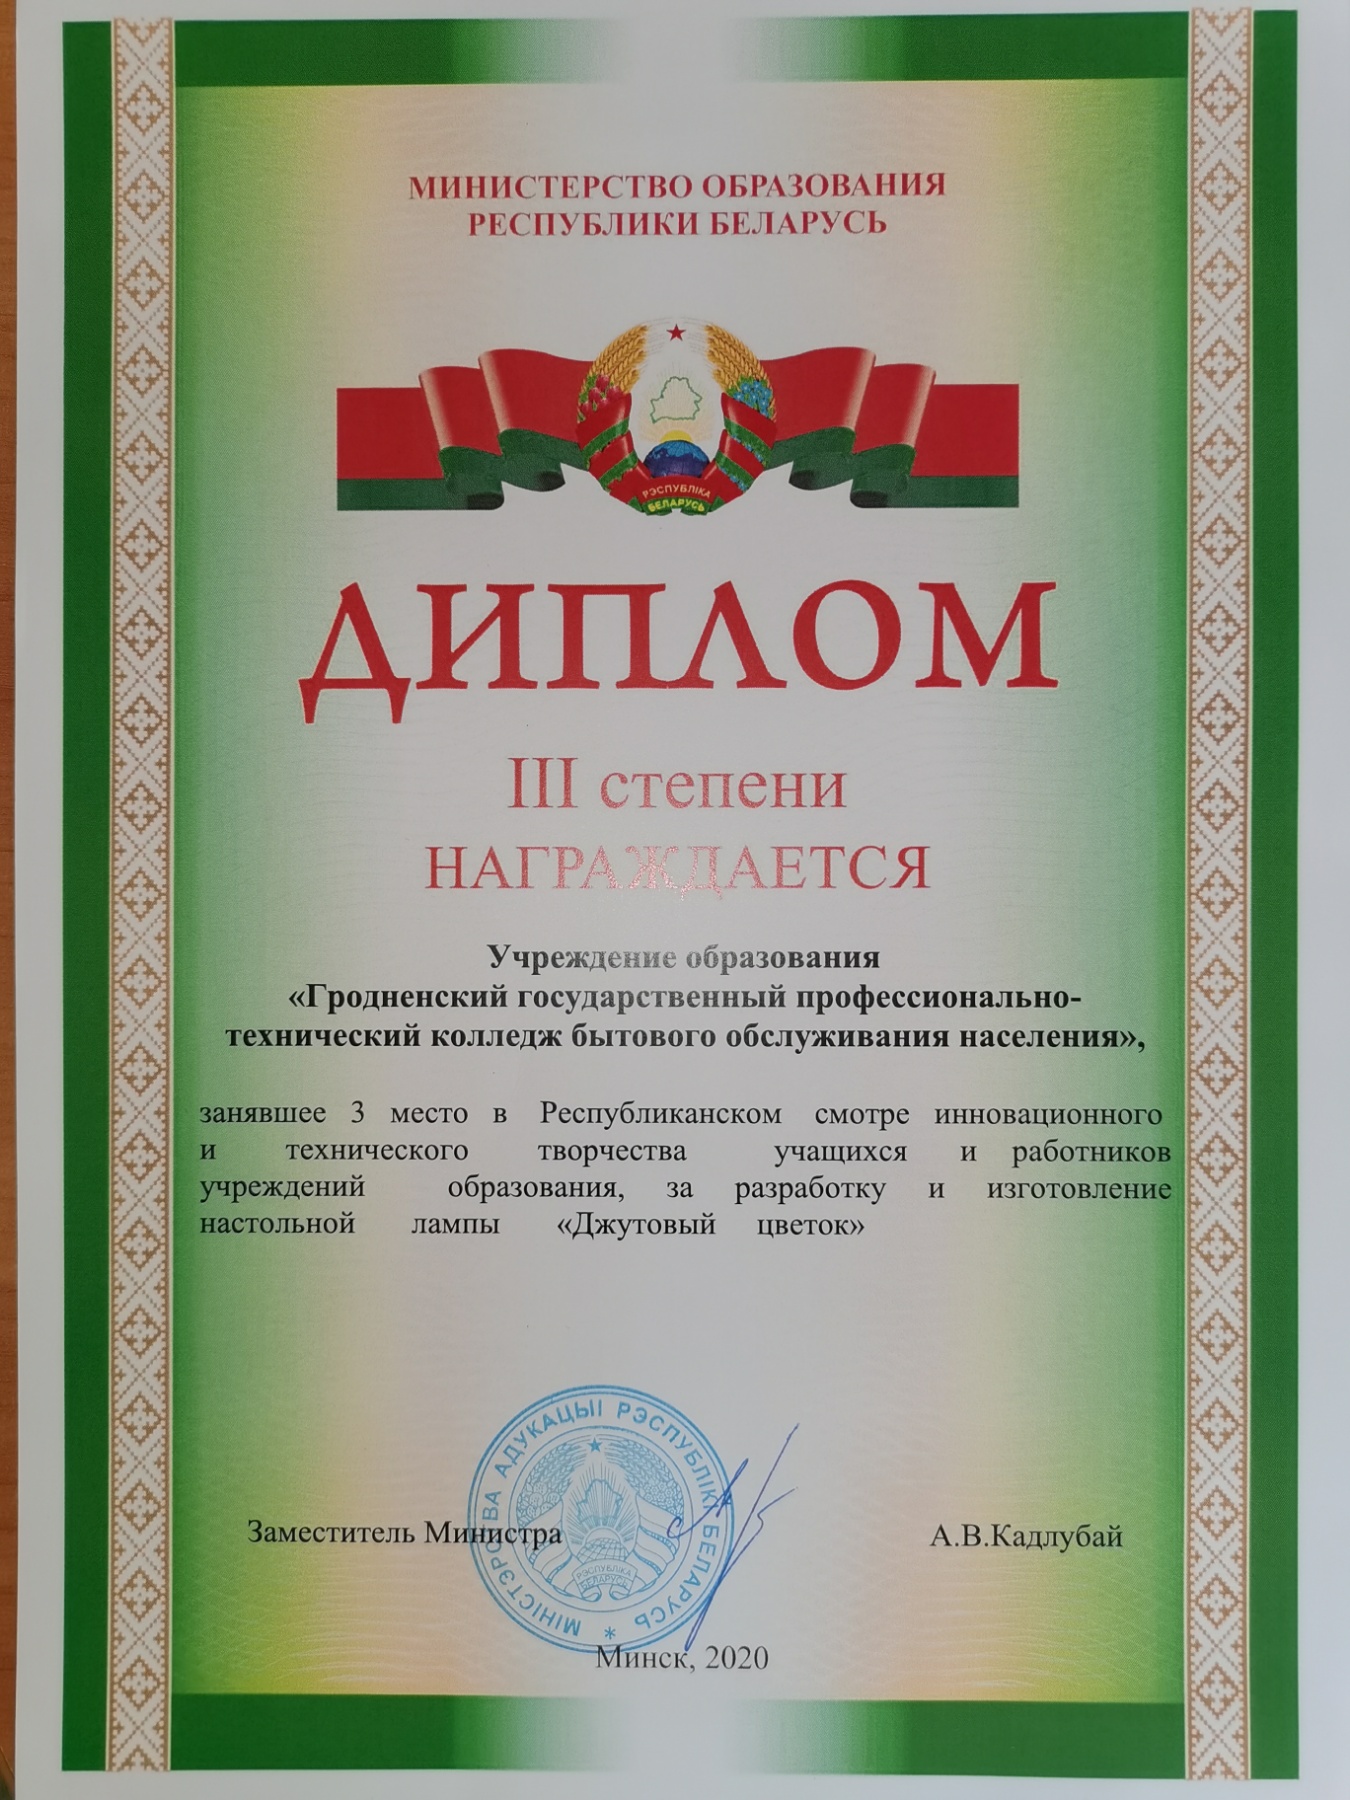 МИНИСТЕРСТВО ОБРАЗОВАНИЯ
РЕСПУБЛИКИ БЕЛАРУСЬ
РЭСПУБЛІКА
БЕЛАРУСЬ
ДИПЛОМ
III степени
НАГРАЖДАЕТСЯ
Учреждение образования
«Гродненский государственный профессионально-
технический колледж бытового обслуживания населения»,
занявшее 3 место в Республиканском смотре инновационного
и технического творчества учащихся и работников
учреждений образования, за разработку и изготовление
настольной лампы «Джутовый цветок»
МІНІСТЭРСТВА АДУКАЦЫІ РЭСПУБЛІКІ БЕЛАРУСЬ *
РЭСПУБЛІКА
БЕЛАРУСЬ
Заместитель Министра А.В.Кадлубай
Минск, 2020